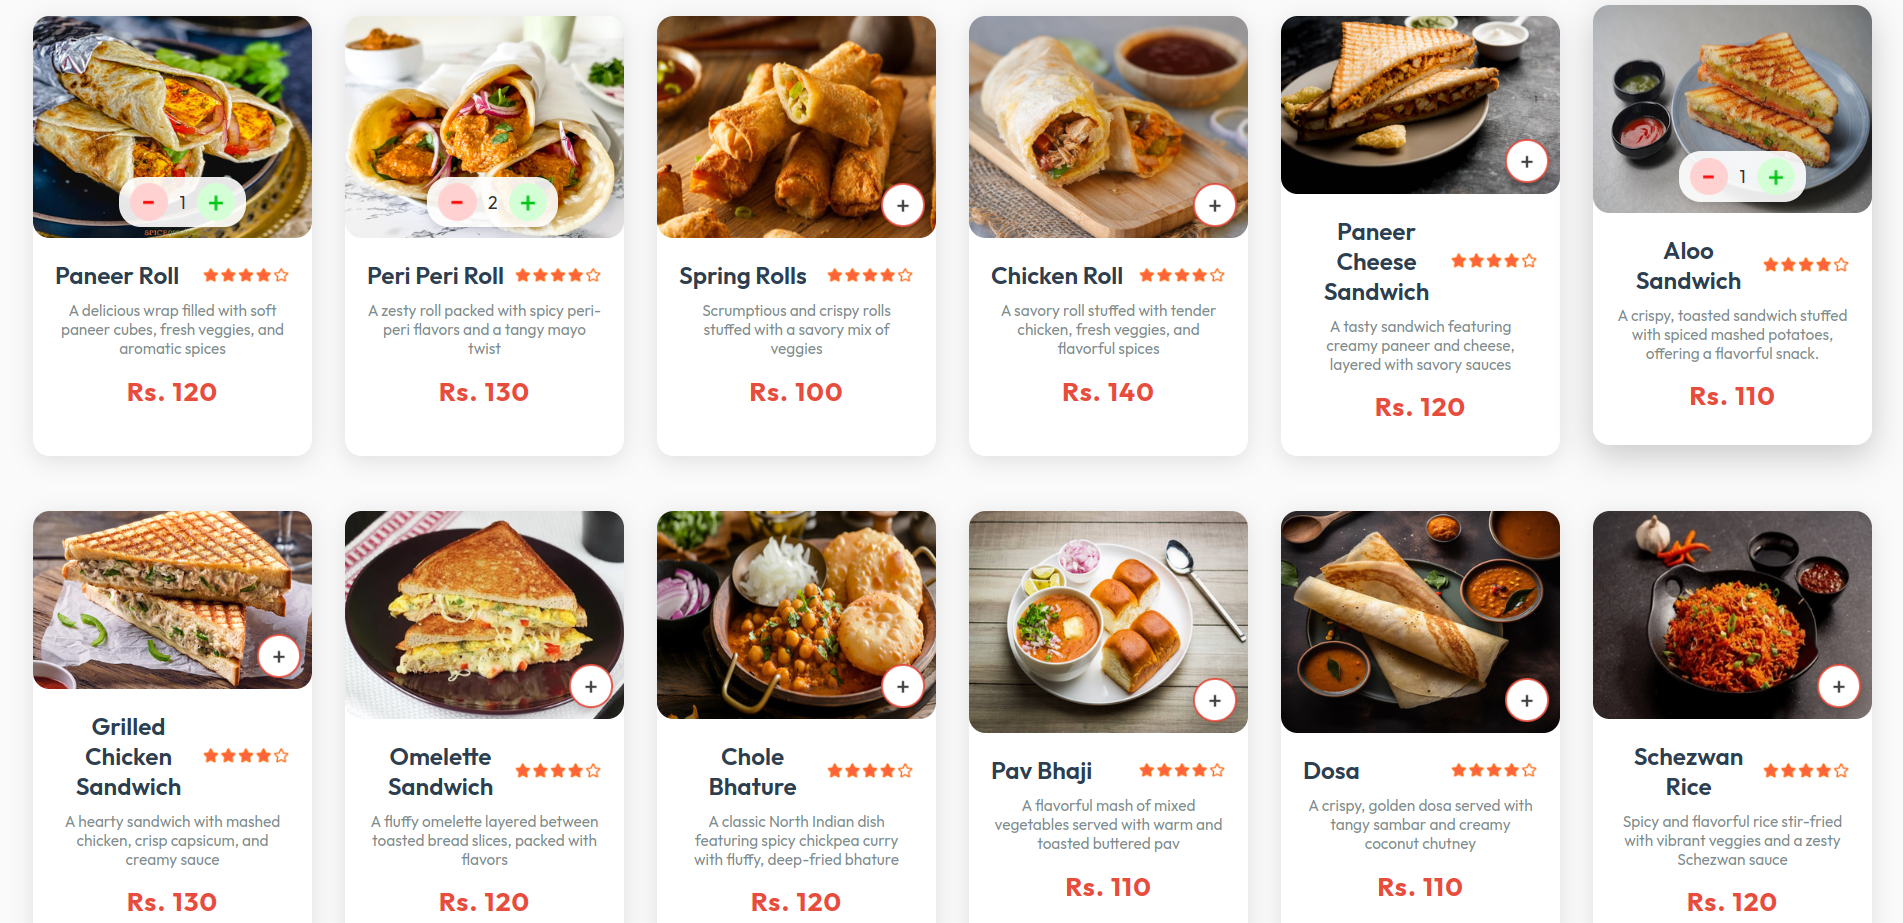 1
2
1
SPICE
Paneer Roll
A delicious wrap filled with soft
paneer cubes, fresh veggies, and
aromatic spices
Rs. 120
Peri Peri Roll
A zesty roll packed with spicy peri-
peri flavors and a tangy mayo
twist
Rs. 130
Spring Rolls
Scrumptious and crispy rolls
stuffed with a savory mix of
veggies
Rs. 100
Chicken Roll
A savory roll stuffed with tender
chicken, fresh veggies, and
flavorful spices
Rs. 140
Paneer
Cheese
Sandwich
A tasty sandwich featuring
creamy paneer and cheese,
layered with savory sauces
Rs. 120
Aloo
Sandwich
A crispy, toasted sandwich stuffed
with spiced mashed potatoes,
offering a flavorful snack.
Rs. 110
Grilled
Chicken
Sandwich
A hearty sandwich with mashed
chicken, crisp capsicum, and
creamy sauce
Rs. 130
Omelette
Sandwich
A fluffy omelette layered between
toasted bread slices, packed with
flavors
Rs. 120
Chole
Bhature
A classic North Indian dish
featuring spicy chickpea curry
with fluffy, deep-fried bhature
Rs. 120
Pav Bhaji
A flavorful mash of mixed
vegetables served with warm and
toasted buttered pav
Rs. 110
Dosa
A crispy, golden dosa served with
tangy sambar and creamy
coconut chutney
Rs. 110
Schezwan
Rice
Spicy and flavorful rice stir-fried
with vibrant veggies and a zesty
Schezwan sauce
Rs. 120